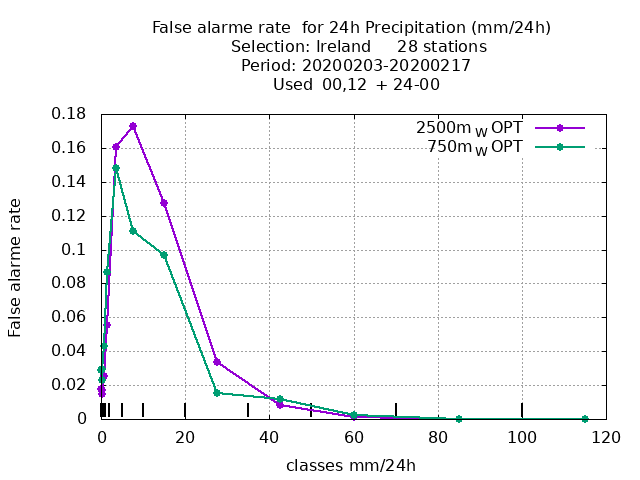 False alarme rate  for 24h Precipitation (mm/24h)
Selection: Ireland     28 stations
Period: 20200203-20200217
Used  00,12  + 24-00
2500m W OPT
750m W OPT
False alarme rate
0.18
0.16
0.14
0.12
0.1
0.08
0.06
0.04
0.02
0
0 20 40 60 80 100 120
classes mm/24h